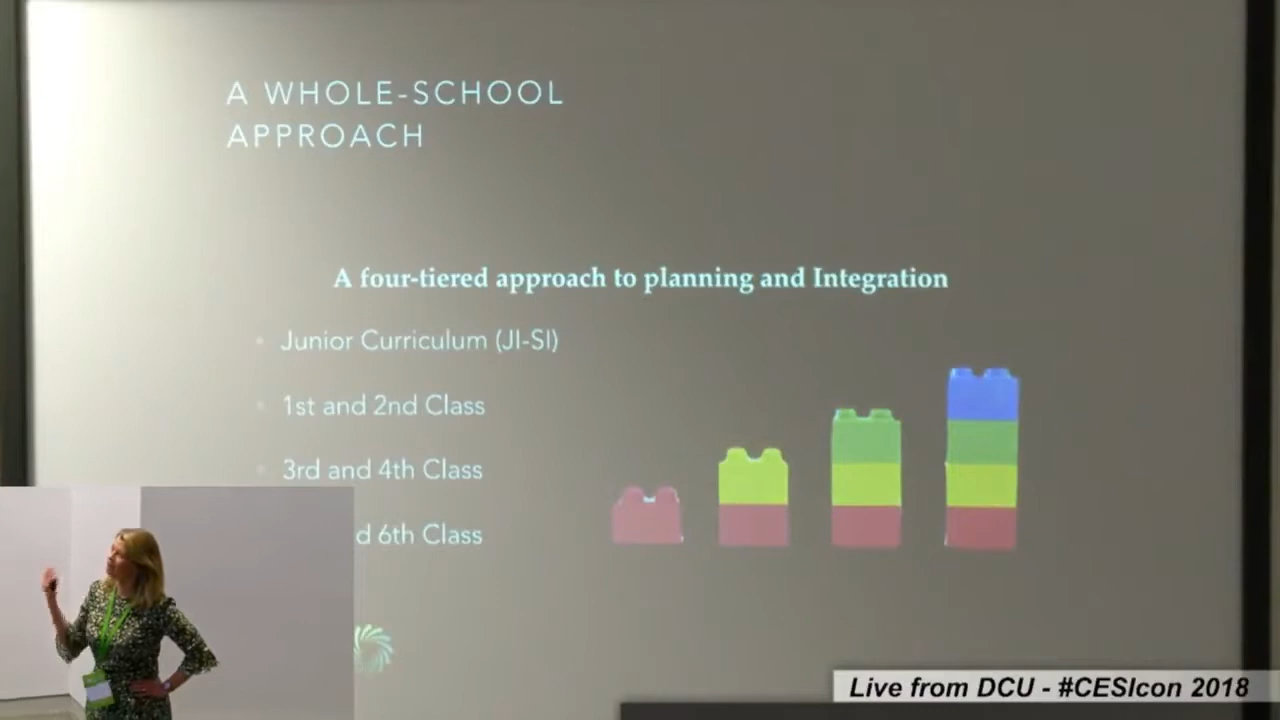 A WHOLE-SCHOOL
APPROACH
A four-tiered approach to planning and Integration
Junior Curriculum (JI-SI)
1st and 2nd Class
3rd and 4th Class
d 6th Class
Live from DCU - #CESIcon 2018